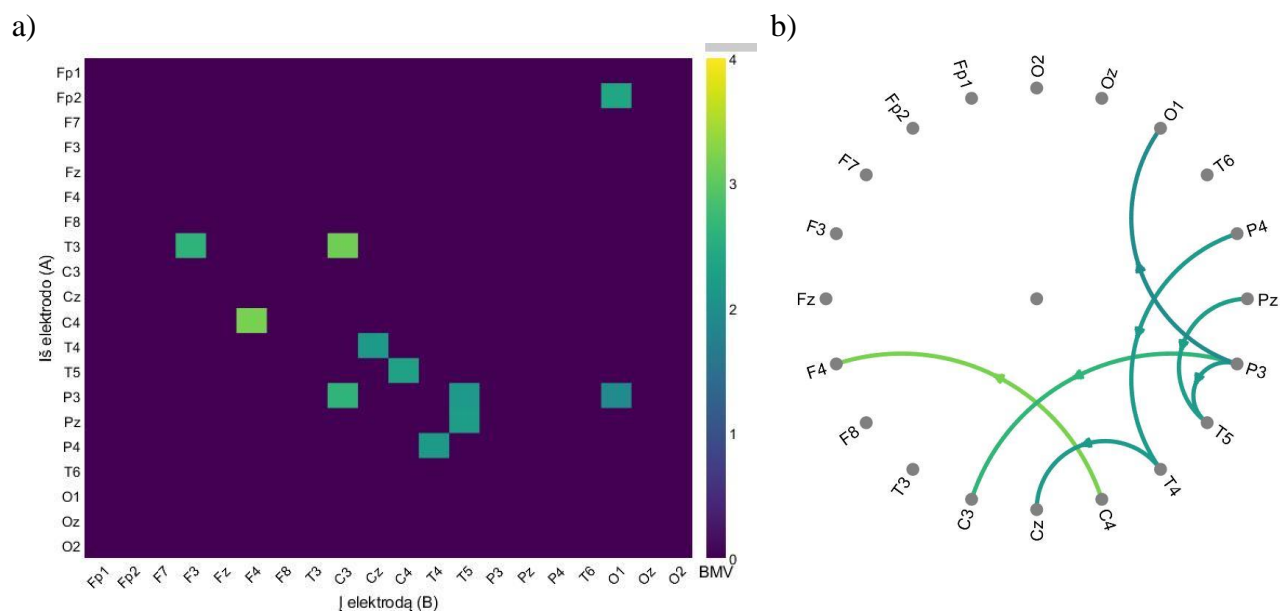 a)
Fp1
Fp2
F7
F3
Fz
F4
F8
T3
C3
Cz
C4
T4
T5
P3
Pz
P4
T6
O1
Oz
O2
Iš elektrodo (A)
Fp1 Fp2 F7 F3 Fz F4 F8 T3 C3 Cz C4 T4 T5 P3 Pz P4 T6 O1 Oz O2
Į elektrodą (B)
4
3
2
1
0
BMV
b)
O2
Oz
O1
T6
P4
Pz
P3
T5
T4
C4
Cz
C3
T3
F8
F4
Fz
F3
F7
Fp2
Fp1